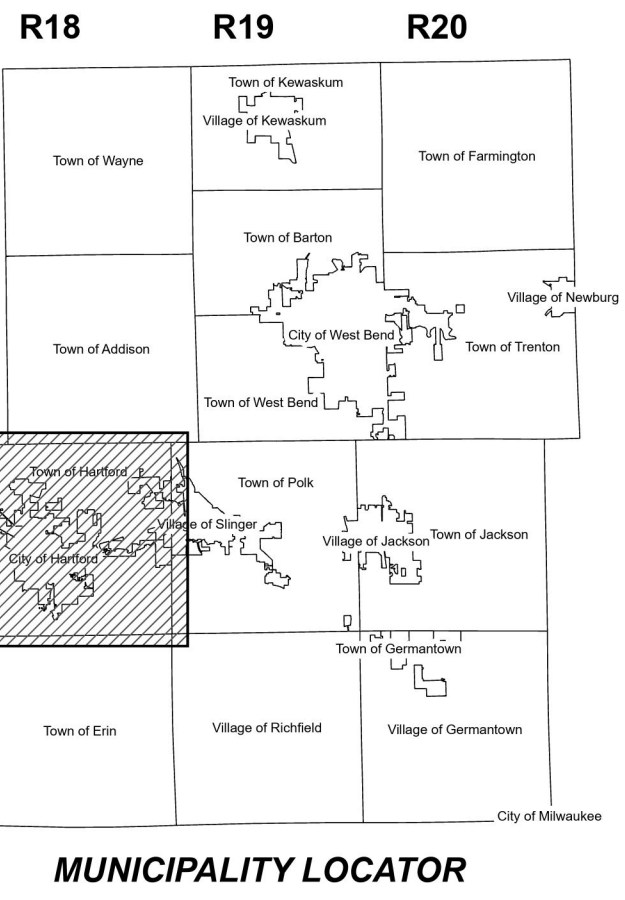 R18 R19 R20
Town of Kewaskum
Village of Kewaskum
Town of Wayne
Town of Farmington
Town of Barton
Village of Newburg
City of West Bend
Town of Addison
Town of Trenton
Town of West Bend
Town of Hartford
Town of Polk
Village of Slinger
Village of Jackson
Town of Jackson
City of Hartford
Town of Germantown
Town of Erin
Village of Richfield
Village of Germantown
City of Milwaukee
MUNICIPALITY LOCATOR